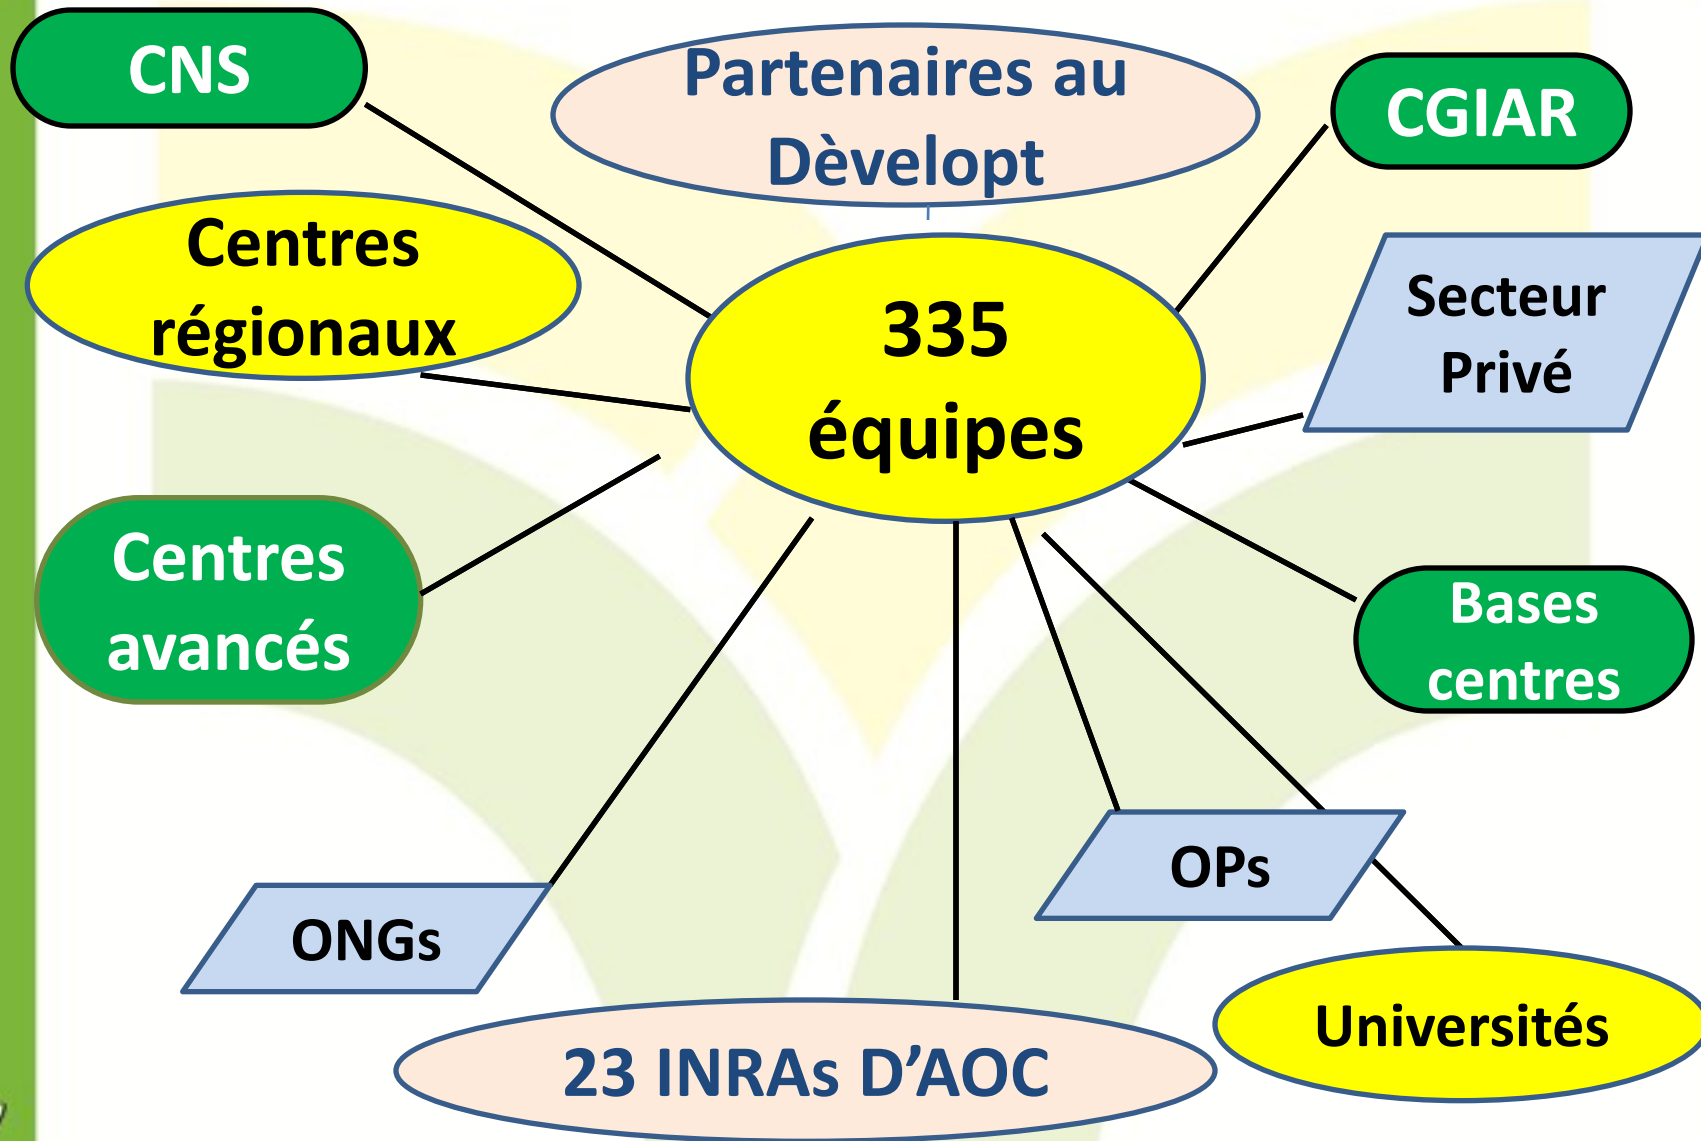 CNS
Partenaires au
Dèvelopt
CGIAR
Centres
régionaux
335
équipes
Secteur
Privé
Centres
avancés
Bases
centres
OPs
ONGs
Universités
23 INRAs D’AOC